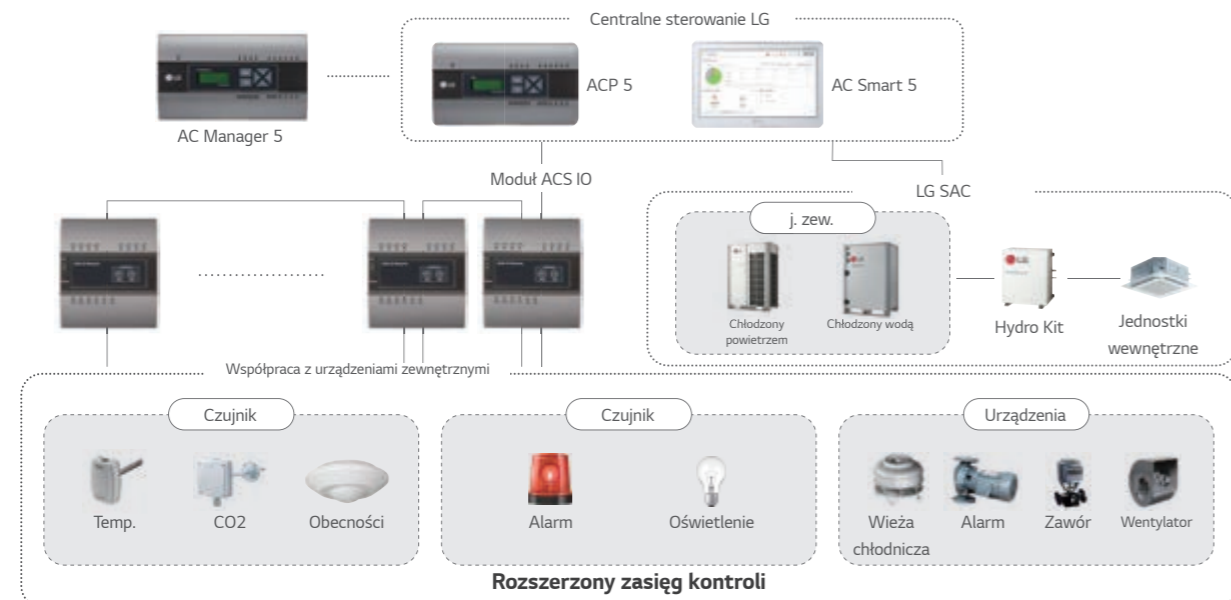 Centralne sterowanie LG
AC Manager 5
ACP 5
AC Smart 5
Moduł ACS IO
LG SAC
j. zew.
Chłodzony
powietrzem
Chłodzony wodą
Hydro Kit
Jednostki
wewnętrzne
Współpraca z urządzeniami zewnętrznymi
Czujnik
Temp.
CO2
Obecności
Czujnik
Alarm
Oświetlenie
Urządzenia
Wieża
chłodnicza
Alarm
Zawór
Wentylator
Rozszerzony zasięg kontroli